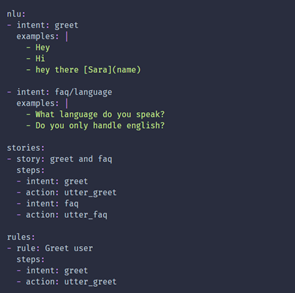 nlu:
- intent: greet
  examples: |
    - Hey
    - Hi
    - hey there [Sara](name)

- intent: faq/language
  examples: |
    - What language do you speak?
    - Do you only handle english?

stories:
- story: greet and faq
  steps:
  - intent: greet
  - action: utter_greet
  - intent: faq
  - action: utter_faq

rules:
- rule: Greet user
  steps:
  - intent: greet
  - action: utter_greet